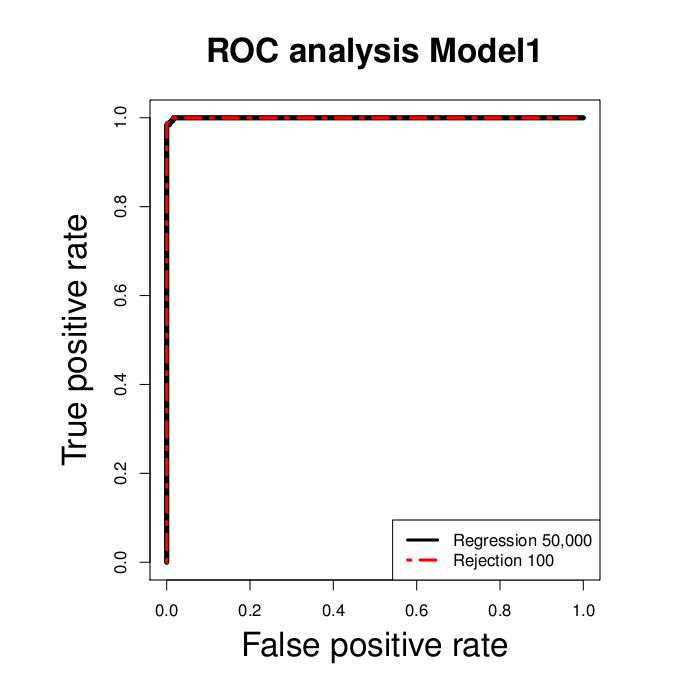 ROC analysis Model1
True positive rate
1.0
0.8
0.6
0.4
0.2
0.0
Regression 50,000
Rejection 100
0.0 0.2 0.4 0.6 0.8 1.0
False positive rate